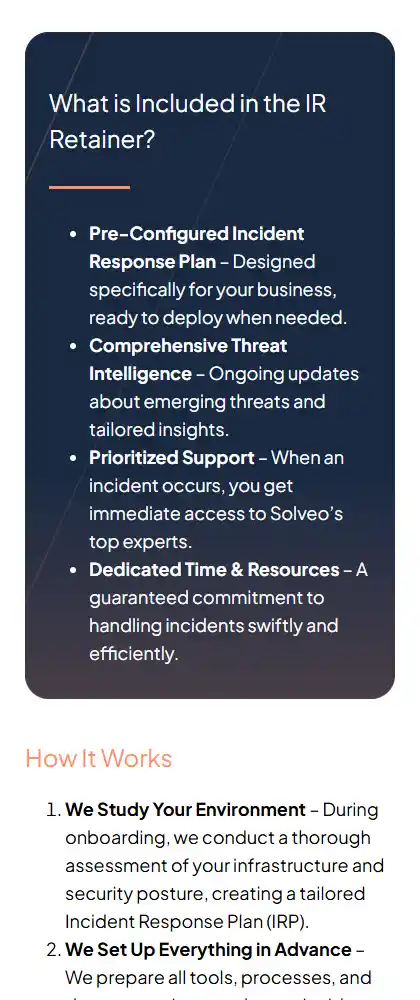 What is Included in the IR
Retainer?
• Pre-Configured Incident
Response Plan – Designed
specifically for your business,
ready to deploy when needed.
• Comprehensive Threat
Intelligence – Ongoing updates
about emerging threats and
tailored insights.
• Prioritized Support – When an
incident occurs, you get
immediate access to Solveo’s
top experts.
• Dedicated Time & Resources – A
guaranteed commitment to
handling incidents swiftly and
efficiently.
How It Works
1. We Study Your Environment – During
onboarding, we conduct a thorough
assessment of your infrastructure and
security posture, creating a tailored
Incident Response Plan (IRP).
2. We Set Up Everything in Advance –
We prepare all tools, processes, and